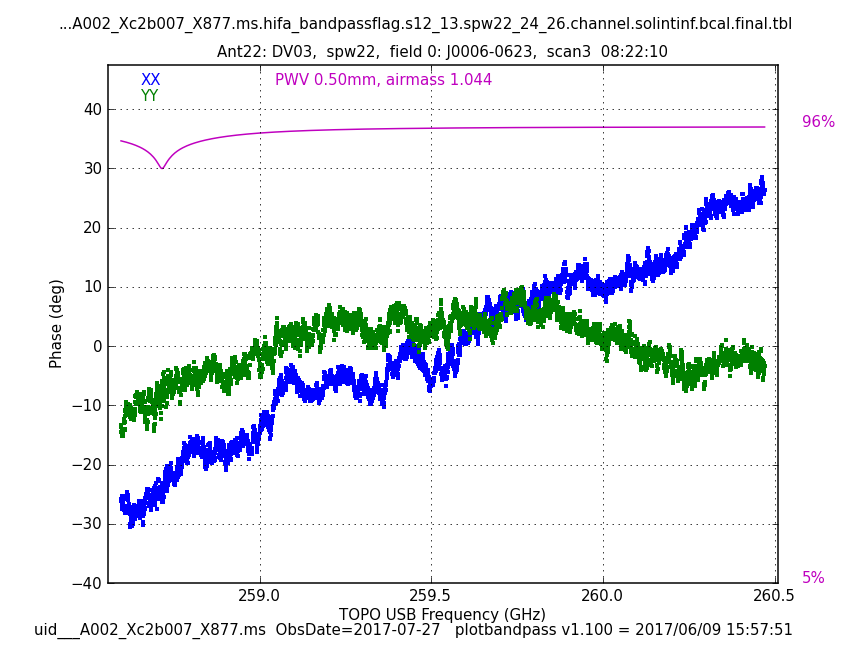 ...A002_Xc2b007_X877.ms.hifa_bandpassflag.s12_13.spw22_24_26.channel.solintinf.bcal.final.tbl
Ant22: DV03,  spw22,  field 0: J0006-0623,  scan3  08:22:10
XX
YY
PWV 0.50mm, airmass 1.044
96%
5%
Phase (deg)
40
30
20
10
0
−10
−20
−30
−40
259.0
259.5
260.0
260.5
TOPO USB Frequency (GHz)
uid___A002_Xc2b007_X877.ms  ObsDate=2017-07-27   plotbandpass v1.100 = 2017/06/09 15:57:51